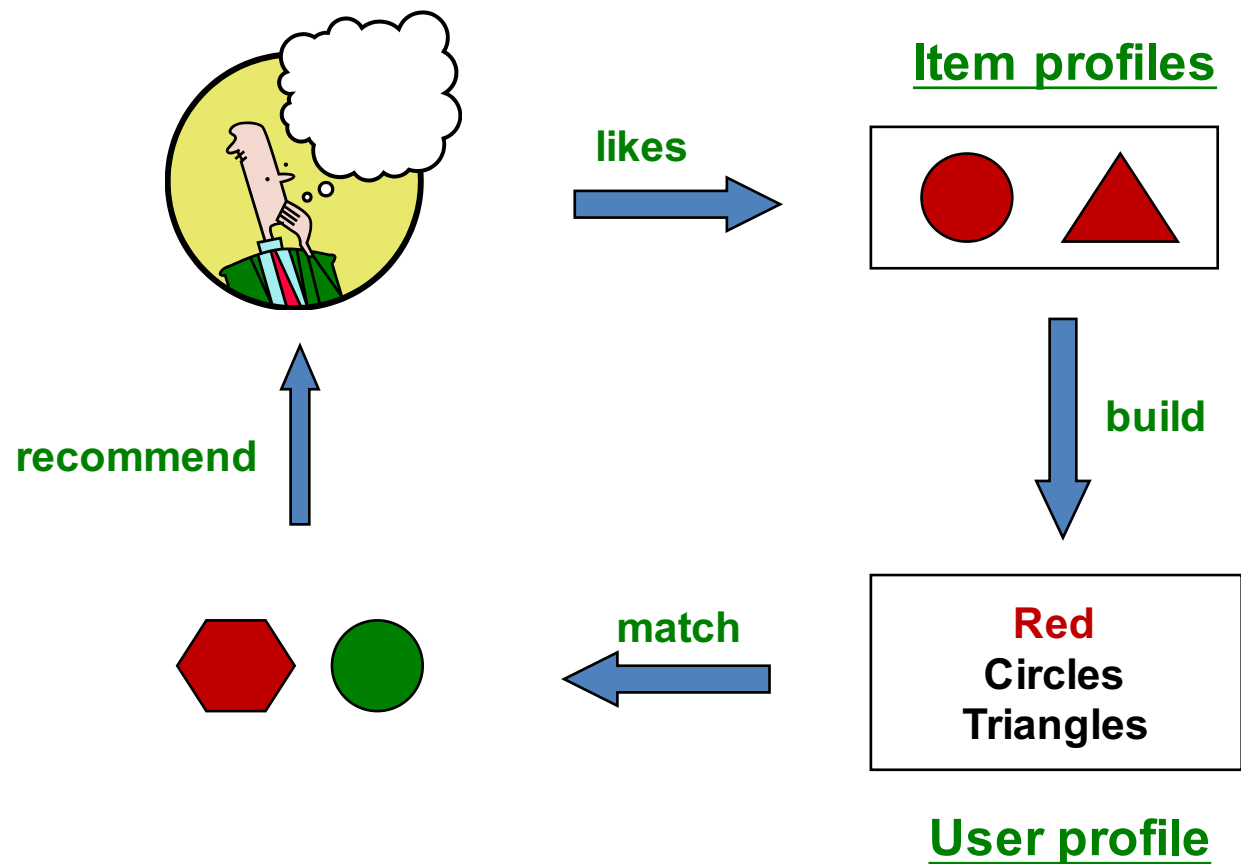 Item profiles
likes
build
recommend
match
Red
Circles
Triangles
User profile